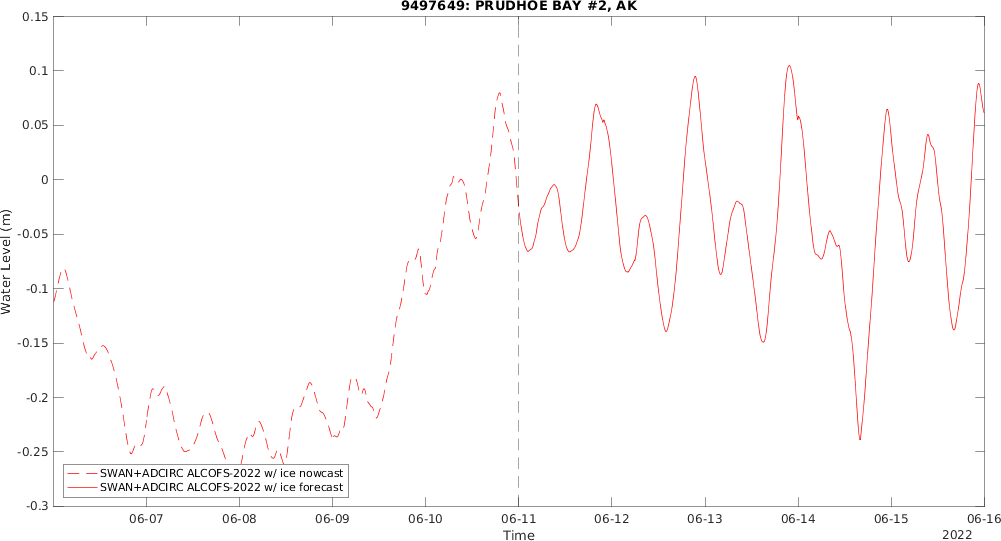 9497649: PRUDHOE BAY #2, AK
0.15
0.1
0.05
0
-0.05
-0.1
-0.15
-0.2
-0.25
-0.3
Water Level (m)
SWAN+ADCIRC ALCOFS-2022 w/ ice nowcast
SWAN+ADCIRC ALCOFS-2022 w/ ice forecast
06-07 06-08 06-09 06-10 06-11 06-12 06-13 06-14 06-15 06-16
Time
2022